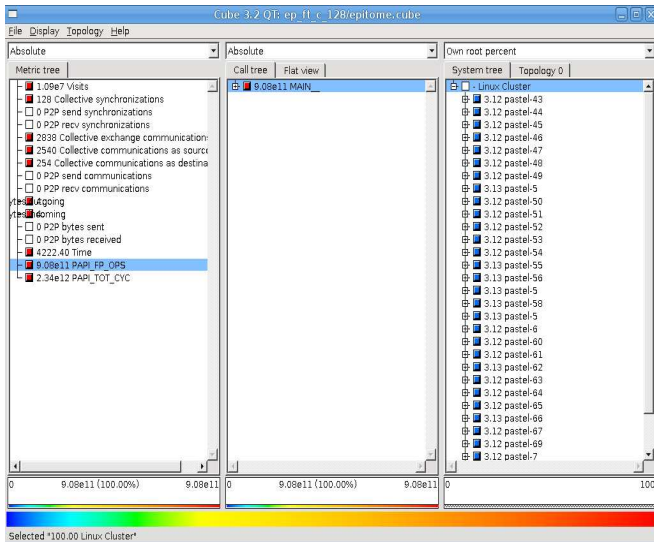 Cube 3.2 QT: ep_ft_c_128/epitome.cube
File Display Topology Help
Absolute
Absolute
Own root percent
Metric tree
Call tree
Flat view
System tree
Topology 0
1.09e7 Visits
128 Collective synchronizations
0 P2P send synchronizations
0 P2P recv synchronizations
2838 Collective exchange communications
2540 Collective communications as source
254 Collective communications as destina
0 P2P send communications
0 P2P recv communications
0 P2P bytes sent
0 P2P bytes received
4222.40 Time
9.08e11 PAPI_FP_OPS
2.34e12 PAPI_TOT_CYC
9.08e11 MAIN__
- Linux Cluster
3.12 pastel-43
3.12 pastel-44
3.12 pastel-45
3.12 pastel-46
3.12 pastel-47
3.12 pastel-48
3.12 pastel-49
3.13 pastel-5
3.12 pastel-50
3.12 pastel-51
3.12 pastel-52
3.12 pastel-53
3.12 pastel-54
3.13 pastel-55
3.13 pastel-56
3.13 pastel-5
3.13 pastel-58
3.13 pastel-5
3.12 pastel-6
3.12 pastel-60
3.12 pastel-61
3.13 pastel-62
3.12 pastel-63
3.12 pastel-64
3.12 pastel-65
3.13 pastel-66
3.12 pastel-67
3.12 pastel-69
3.12 pastel-7
0 9.08e11 (100.00%) 9.08e11
0 9.08e11 (100.00%) 9.08e11
0 100
Selected "100.00 Linux Cluster"